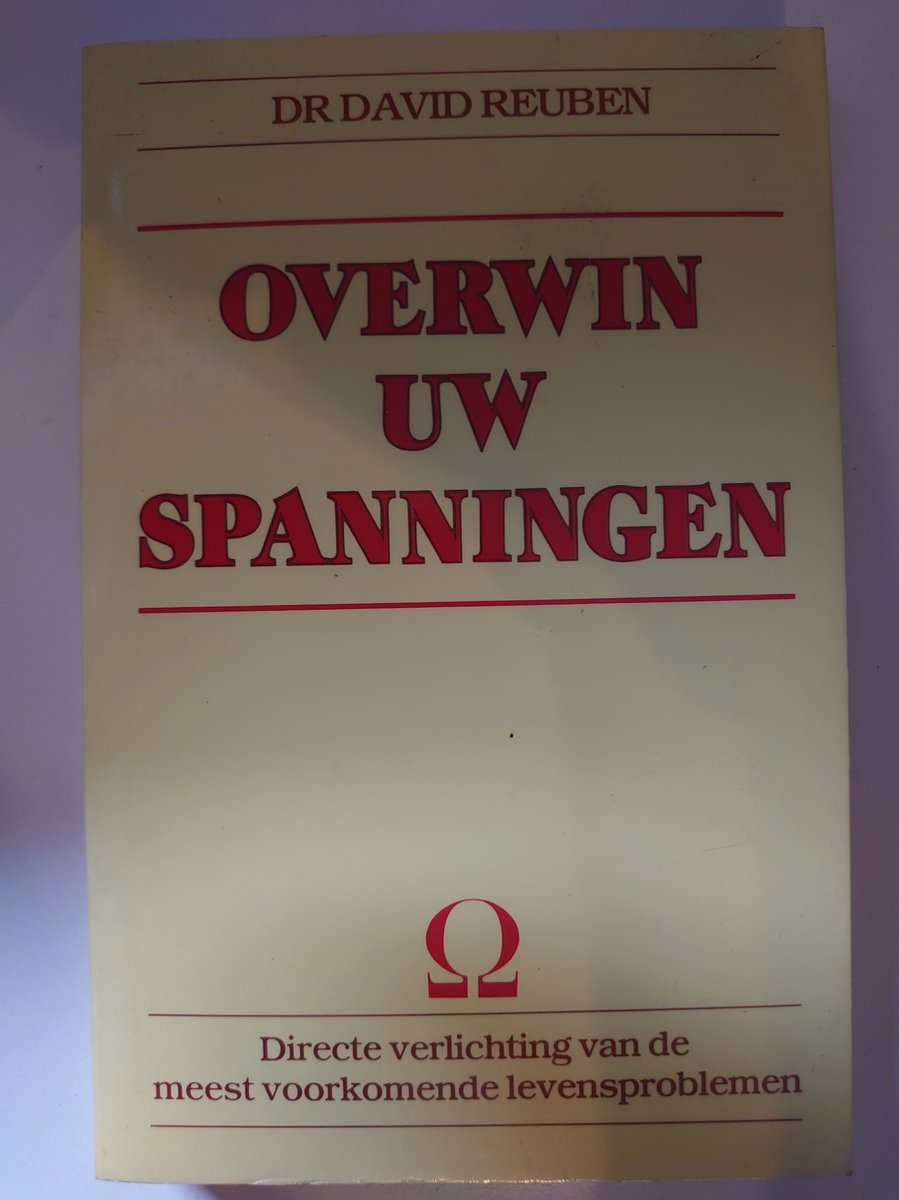 DR DAVID REUBEN
OVERWIN
UW
SPANNINGEN
Ω
Directe verlichting van de
meest voorkomende levensproblemen